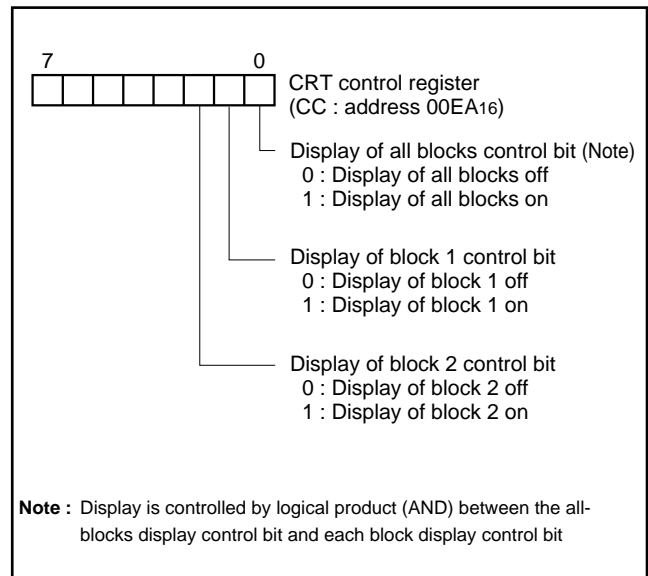 7 0
CRT control register
(CC : address 00EA16)
Display of all blocks control bit (Note)
0 : Display of all blocks off
1 : Display of all blocks on
Display of block 1 control bit
0 : Display of block 1 off
1 : Display of block 1 on
Display of block 2 control bit
0 : Display of block 2 off
1 : Display of block 2 on
Note : Display is controlled by logical product (AND) between the all-
blocks display control bit and each block display control bit